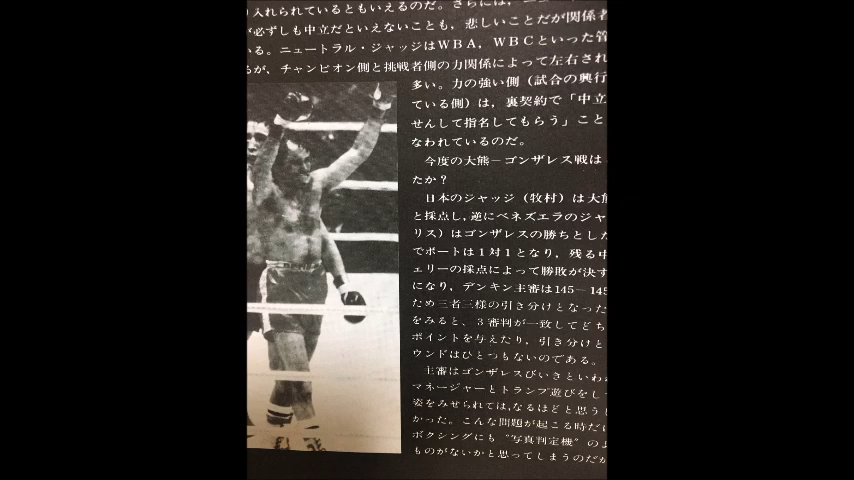 入れられているともいえるのだ。さらには，ニュー
必ずしも中立だといえないことも，悲しいことだが関係者
いる。ニュートラル・ジャッジはＷＢＡ，ＷＢＣといった管
るが，チャンピオン側と挑戦者側の力関係によって左右され
多い。力の強い側（試合の興行
ている側）は，裏契約で「中立
せんして指名してもらう」こと
なわれているのだ。
今度の大熊－ゴンザレス戦は
たか？
日本のジャッジ（牧村）は大熊
と採点し，逆にベネズエラのジャ
リス）はゴンザレスの勝ちとした
でボートは１対１となり，残る中
ェリーの採点によって勝敗が決す
になり，デンキン主審は145－145
ため三者三様の引き分けとなった
をみると、３審判が一致してどち
ポイントを与えたり，引き分けと
ウンドはひとつもないのである。
主審はゴンザレスびいきといわ
マネージャーとトランプ遊びをし
姿をみせられては,なるほどと思う
かった。こんな問題が起こる時だけ
ボクシングにも〝写真判定機〟の
ものがないかと思ってしまうのだが